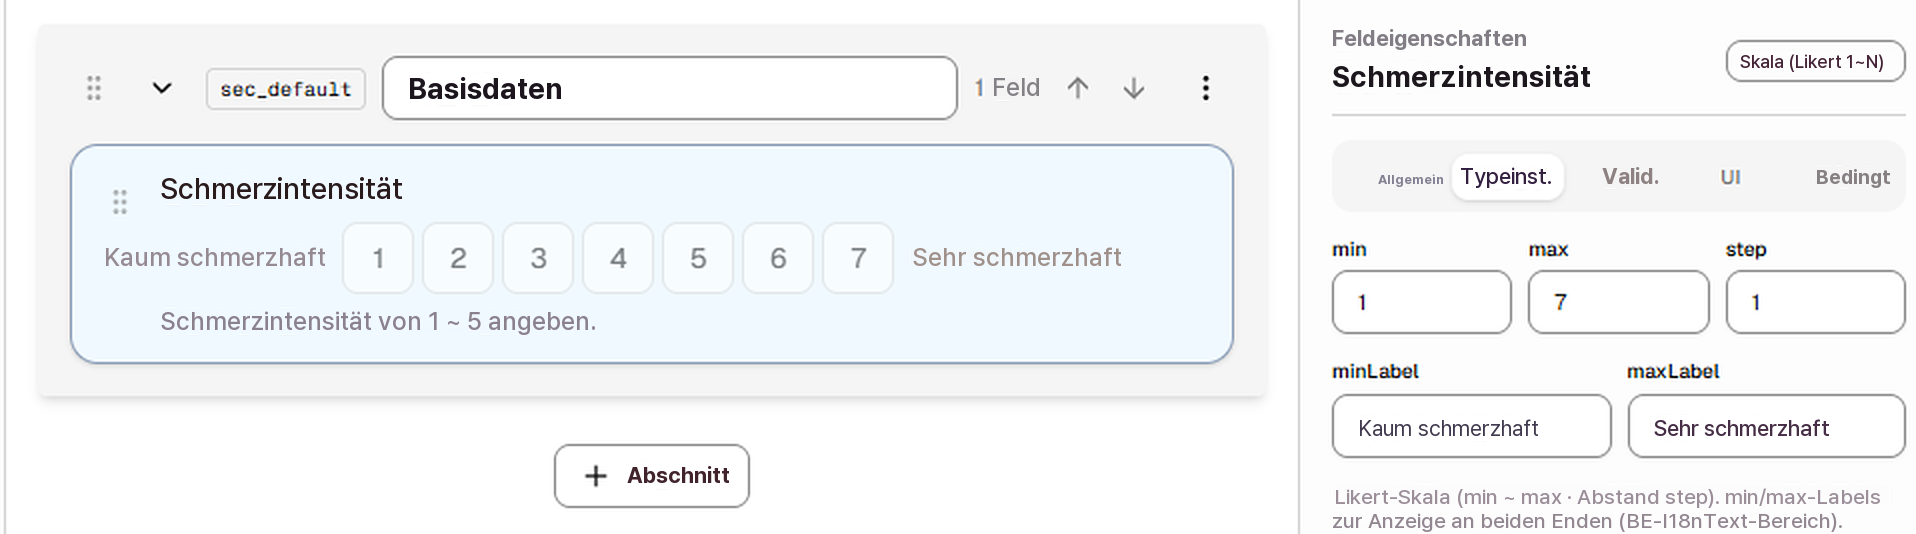 sec_default
Basisdaten
1 Feld
Schmerzintensität
Kaum schmerzhaft 1 2 3 4 5 6 7 Sehr schmerzhaft
Schmerzintensität von 1 ~ 5 angeben.
+ Abschnitt
Feldeigenschaften
Schmerzintensität
Skala (Likert 1~N)
Allgemein Typeinst. Valid. UI Bedingt
min max step
1 7 1
minLabel maxLabel
Kaum schmerzhaft Sehr schmerzhaft
Likert-Skala (min ~ max · Abstand step). min/max-Labels
zur Anzeige an beiden Enden (BE-I18nText-Bereich).